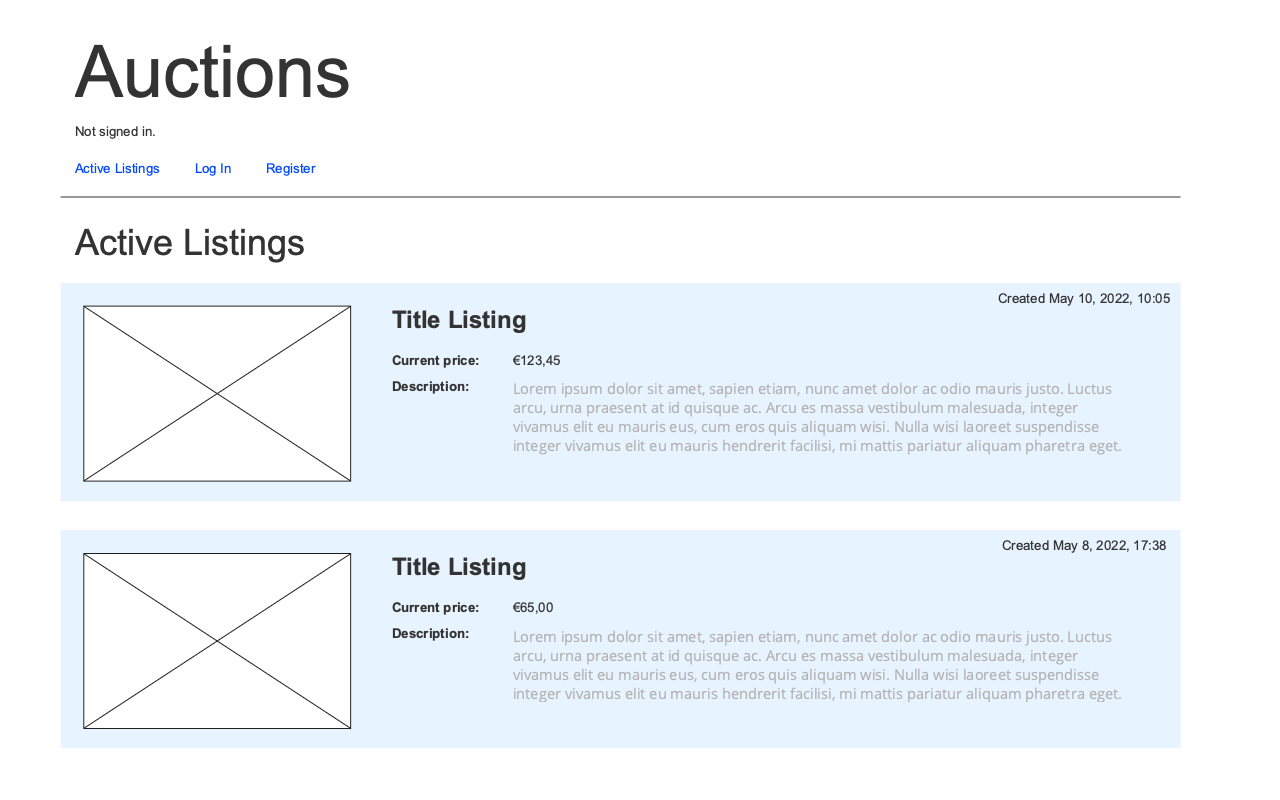 Auctions
Not signed in.
Active Listings Log In Register
Active Listings
Created May 10, 2022, 10:05
Title Listing
Current price: €123,45
Description: Lorem ipsum dolor sit amet, sapien etiam, nunc amet dolor ac odio mauris justo. Luctus
arcu, urna praesent at id quisque ac. Arcu es massa vestibulum malesuada, integer
vivamus elit eu mauris eus, cum eros quis aliquam wisi. Nulla wisi laoreet suspendisse
integer vivamus elit eu mauris hendrerit facilisi, mi mattis pariatur aliquam pharetra eget.
Created May 8, 2022, 17:38
Title Listing
Current price: €65,00
Description: Lorem ipsum dolor sit amet, sapien etiam, nunc amet dolor ac odio mauris justo. Luctus
arcu, urna praesent at id quisque ac. Arcu es massa vestibulum malesuada, integer
vivamus elit eu mauris eus, cum eros quis aliquam wisi. Nulla wisi laoreet suspendisse
integer vivamus elit eu mauris hendrerit facilisi, mi mattis pariatur aliquam pharetra eget.